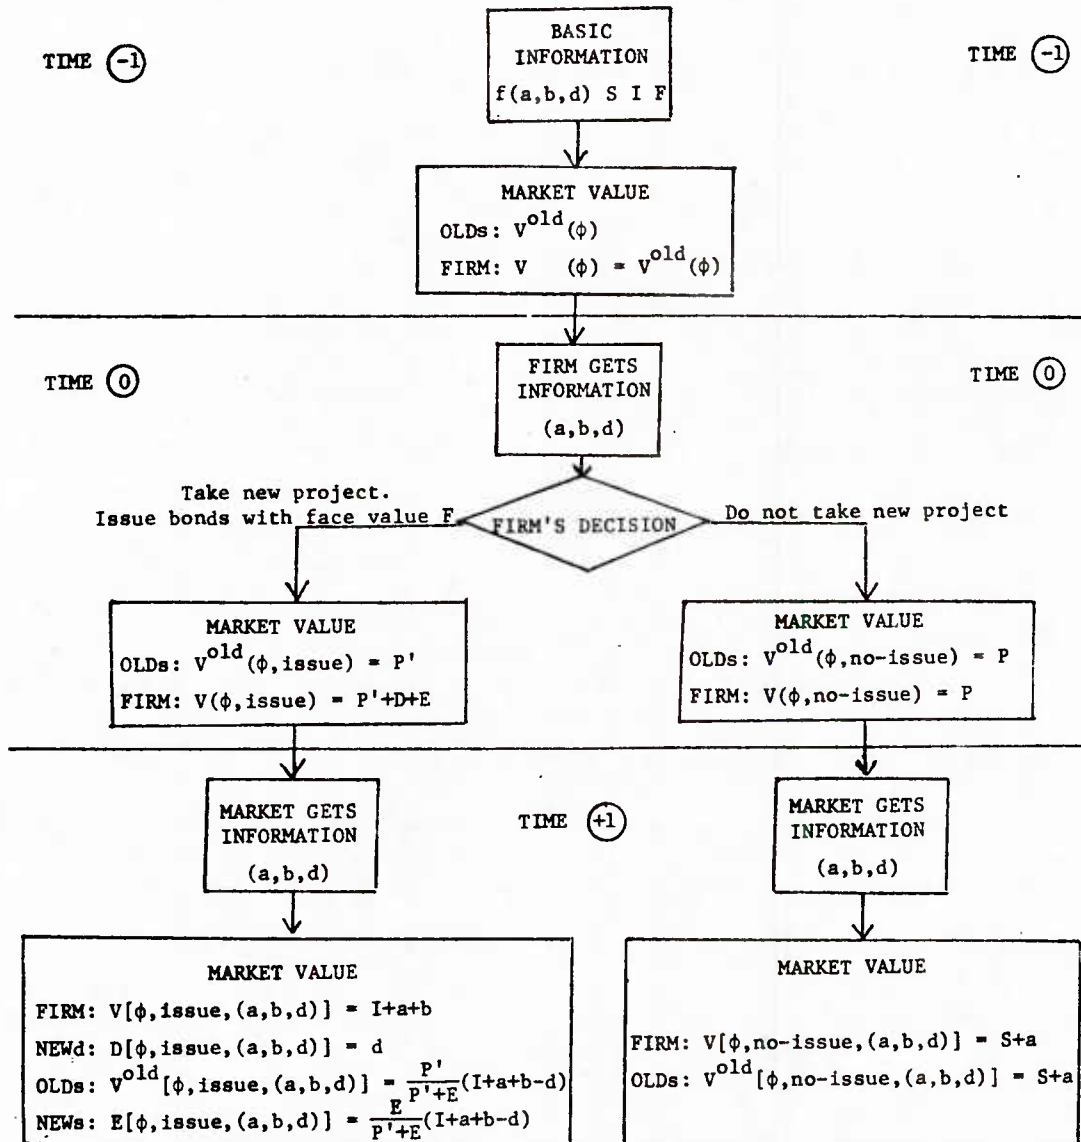 TIME (-1)
BASIC
INFORMATION
f(a,b,d) S I F
TIME (-1)
MARKET VALUE
OLDs: V^old(φ)
FIRM: V (φ) = V^old(φ)
TIME (0)
FIRM GETS
INFORMATION
(a,b,d)
TIME (0)
Take new project.
Issue bonds with face value F
FIRM'S DECISION
Do not take new project
MARKET VALUE
OLDs: V^old(φ,issue) = P'
FIRM: V(φ,issue) = P'+D+E
MARKET VALUE
OLDs: V^old(φ,no-issue) = P
FIRM: V(φ,no-issue) = P
MARKET GETS
INFORMATION
(a,b,d)
TIME (+1)
MARKET GETS
INFORMATION
(a,b,d)
MARKET VALUE
FIRM: V[φ,issue,(a,b,d)] = I+a+b
NEWd: D[φ,issue,(a,b,d)] = d
OLDs: V^old[φ,issue,(a,b,d)] = P'/(P'+E) (I+a+b-d)
NEWs: E[φ,issue,(a,b,d)] = E/(P'+E) (I+a+b-d)
MARKET VALUE
FIRM: V[φ,no-issue,(a,b,d)] = S+a
OLDs: V^old[φ,no-issue,(a,b,d)] = S+a